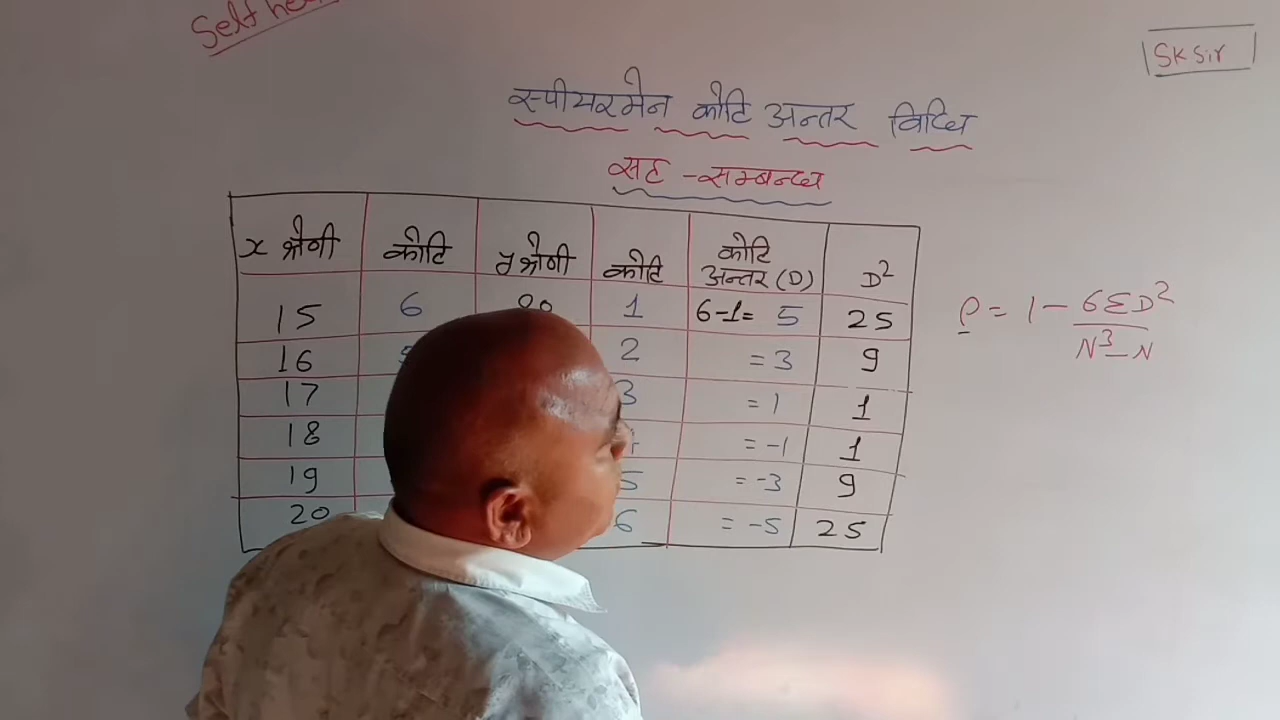 Self
SK Sir
स्पीयरमेन कोटि अन्तर विधि
सह-सम्बन्ध
x श्रेणी कोटि y श्रेणी कोटि कोटि अन्तर (D) D²
15 6 1 6-1= 5 25
16 2 = 3 9
17 3 = 1 1
18 = -1 1
19 5 = -3 9
20 6 = -5 25
ρ = 1 - 6ΣD²
N³-N